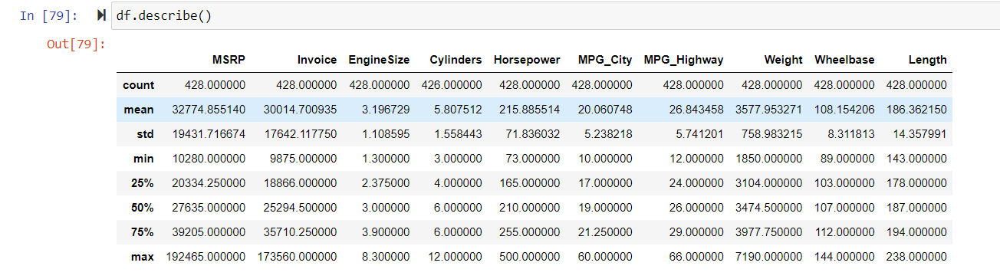 In [79]: df.describe()
Out[79]:
MSRP Invoice EngineSize Cylinders Horsepower MPG_City MPG_Highway Weight Wheelbase Length
count 428.000000 428.000000 428.000000 426.000000 428.000000 428.000000 428.000000 428.000000 428.000000 428.000000
mean 32774.855140 30014.700935 3.196729 5.807512 215.885514 20.060748 26.843458 3577.953271 108.154206 186.362150
std 19431.716674 17642.117750 1.108595 1.558443 71.836032 5.238218 5.741201 758.983215 8.311813 14.357991
min 10280.000000 9875.000000 1.300000 3.000000 73.000000 10.000000 12.000000 1850.000000 89.000000 143.000000
25% 20334.250000 18866.000000 2.375000 4.000000 165.000000 17.000000 24.000000 3104.000000 103.000000 178.000000
50% 27635.000000 25294.500000 3.000000 6.000000 210.000000 19.000000 26.000000 3474.500000 107.000000 187.000000
75% 39205.000000 35710.250000 3.900000 6.000000 255.000000 21.250000 29.000000 3977.750000 112.000000 194.000000
max 192465.000000 173560.000000 8.300000 12.000000 500.000000 60.000000 66.000000 7190.000000 144.000000 238.000000